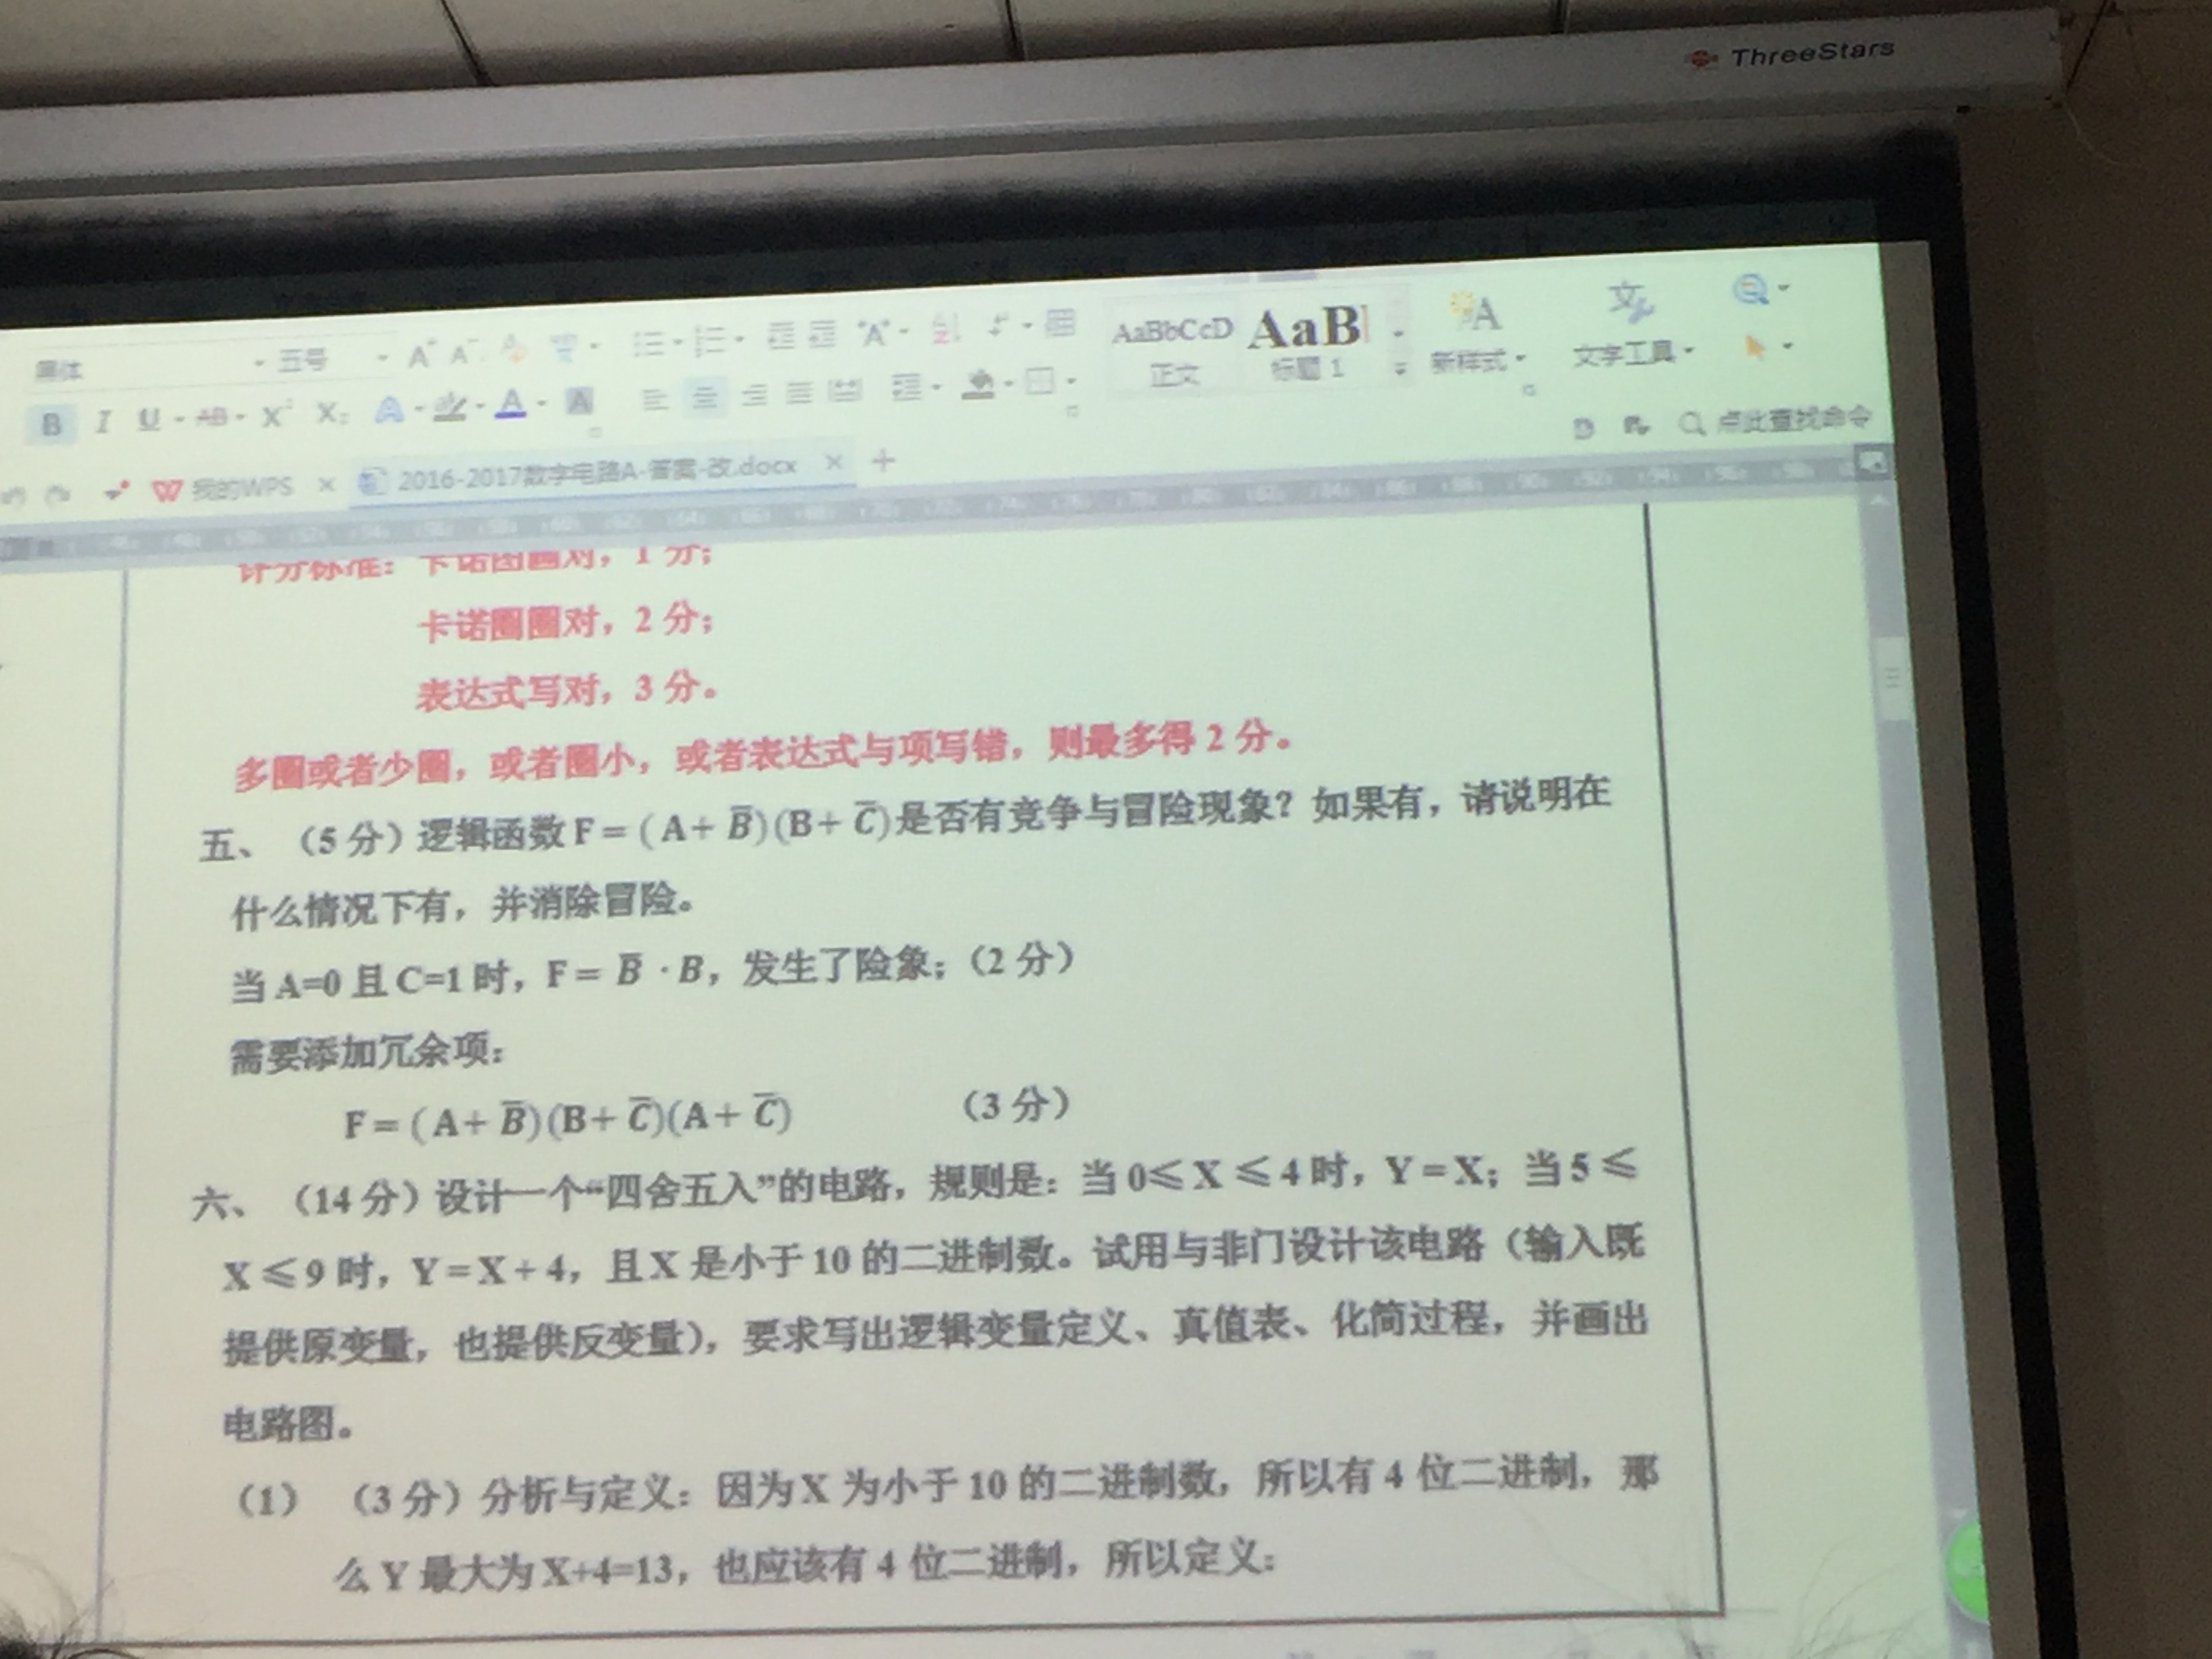 ThreeStars
黑体 五号 A⁺ A⁻ AaBbCcD AaB
正文 标题 1 新样式 文字工具
B I U AB X² X₂ A A A
点此查找命令
我的WPS × 2016-2017数字电路A-答案-改.docx × +
评分标准：卡诺图画对，1 分；
卡诺圈圈对，2 分；
表达式写对，3 分。
多圈或者少圈，或者圈小，或者表达式与项写错，则最多得 2 分。
五、（5 分）逻辑函数 F = ( A+ B̅)(B+ C̅)是否有竞争与冒险现象？如果有，请说明在
什么情况下有，并消除冒险。
当 A=0 且 C=1 时，F = B̅ · B，发生了险象；（2 分）
需要添加冗余项：
F = ( A+ B̅)(B+ C̅)(A+ C̅) （3 分）
六、（14 分）设计一个“四舍五入”的电路，规则是：当 0≤ X ≤ 4 时，Y = X；当 5 ≤
X ≤ 9 时，Y = X + 4，且 X 是小于 10 的二进制数。试用与非门设计该电路（输入既
提供原变量，也提供反变量），要求写出逻辑变量定义、真值表、化简过程，并画出
电路图。
（1） （3 分）分析与定义：因为 X 为小于 10 的二进制数，所以有 4 位二进制，那
么 Y 最大为 X+4=13，也应该有 4 位二进制，所以定义：